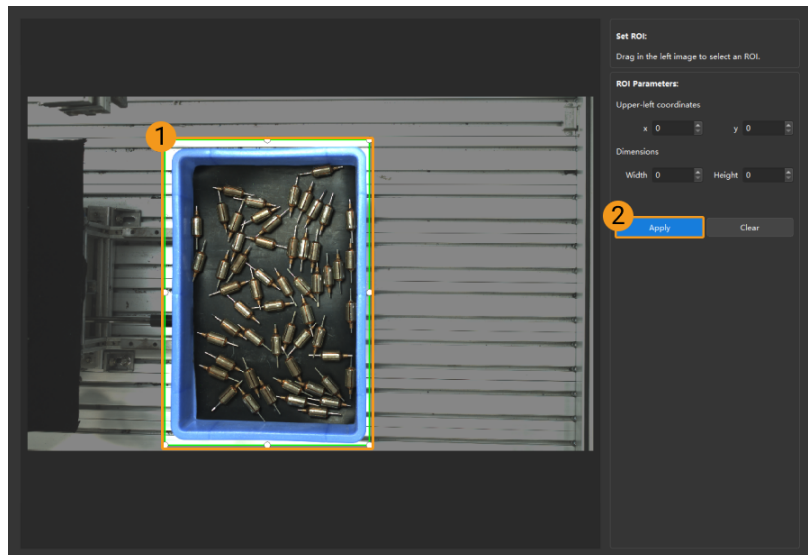 1
Set ROI:
Drag in the left image to select an ROI.
ROI Parameters:
Upper-left coordinates
x 0 y 0
Dimensions
Width 0 Height 0
2
Apply Clear